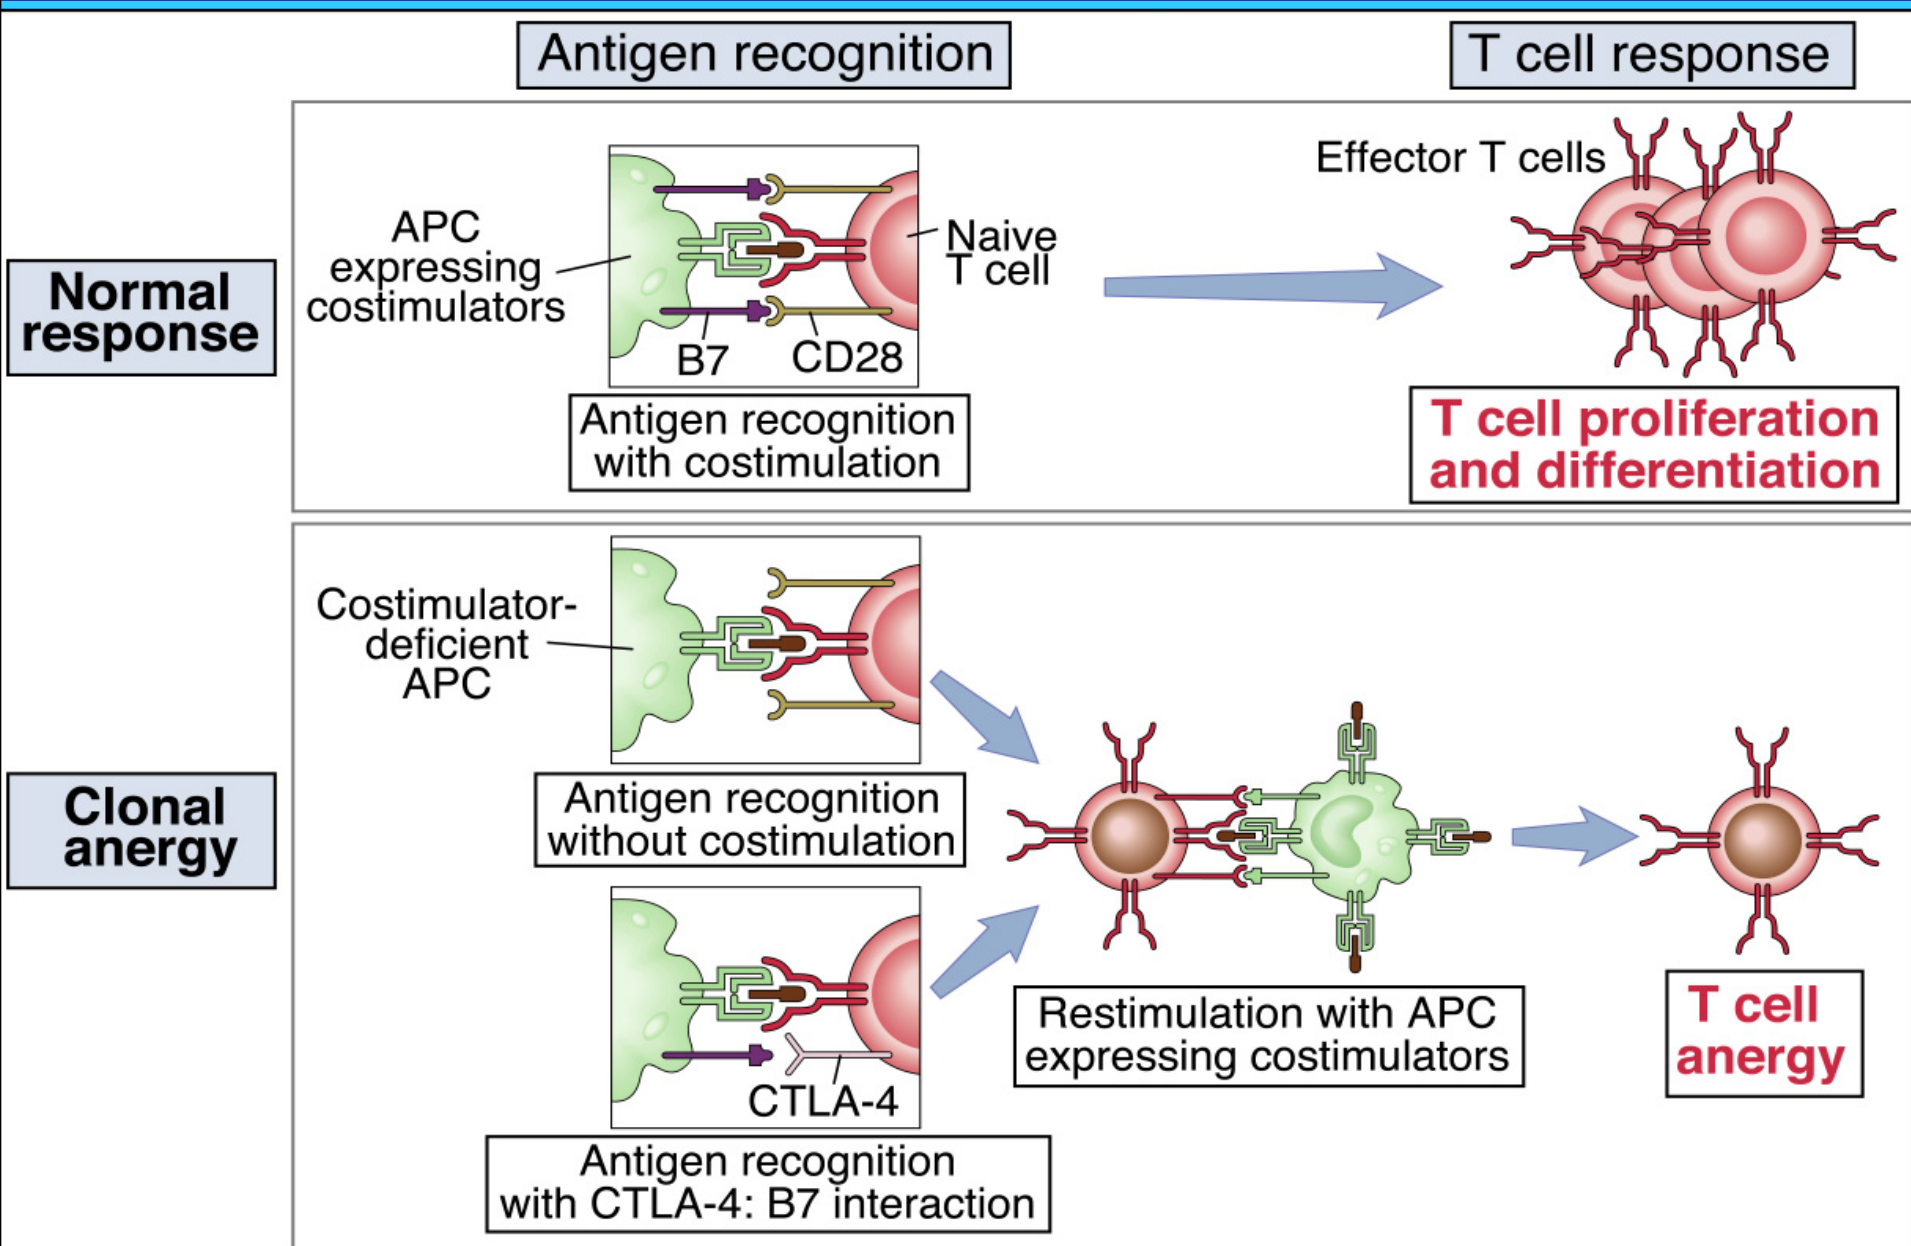 Antigen recognition
T cell response
Normal
response
APC
expressing
costimulators
B7
CD28
Naive
T cell
Antigen recognition
with costimulation
Effector T cells
T cell proliferation
and differentiation
Clonal
anergy
Costimulator-
deficient
APC
Antigen recognition
without costimulation
CTLA-4
Antigen recognition
with CTLA-4: B7 interaction
Restimulation with APC
expressing costimulators
T cell
anergy